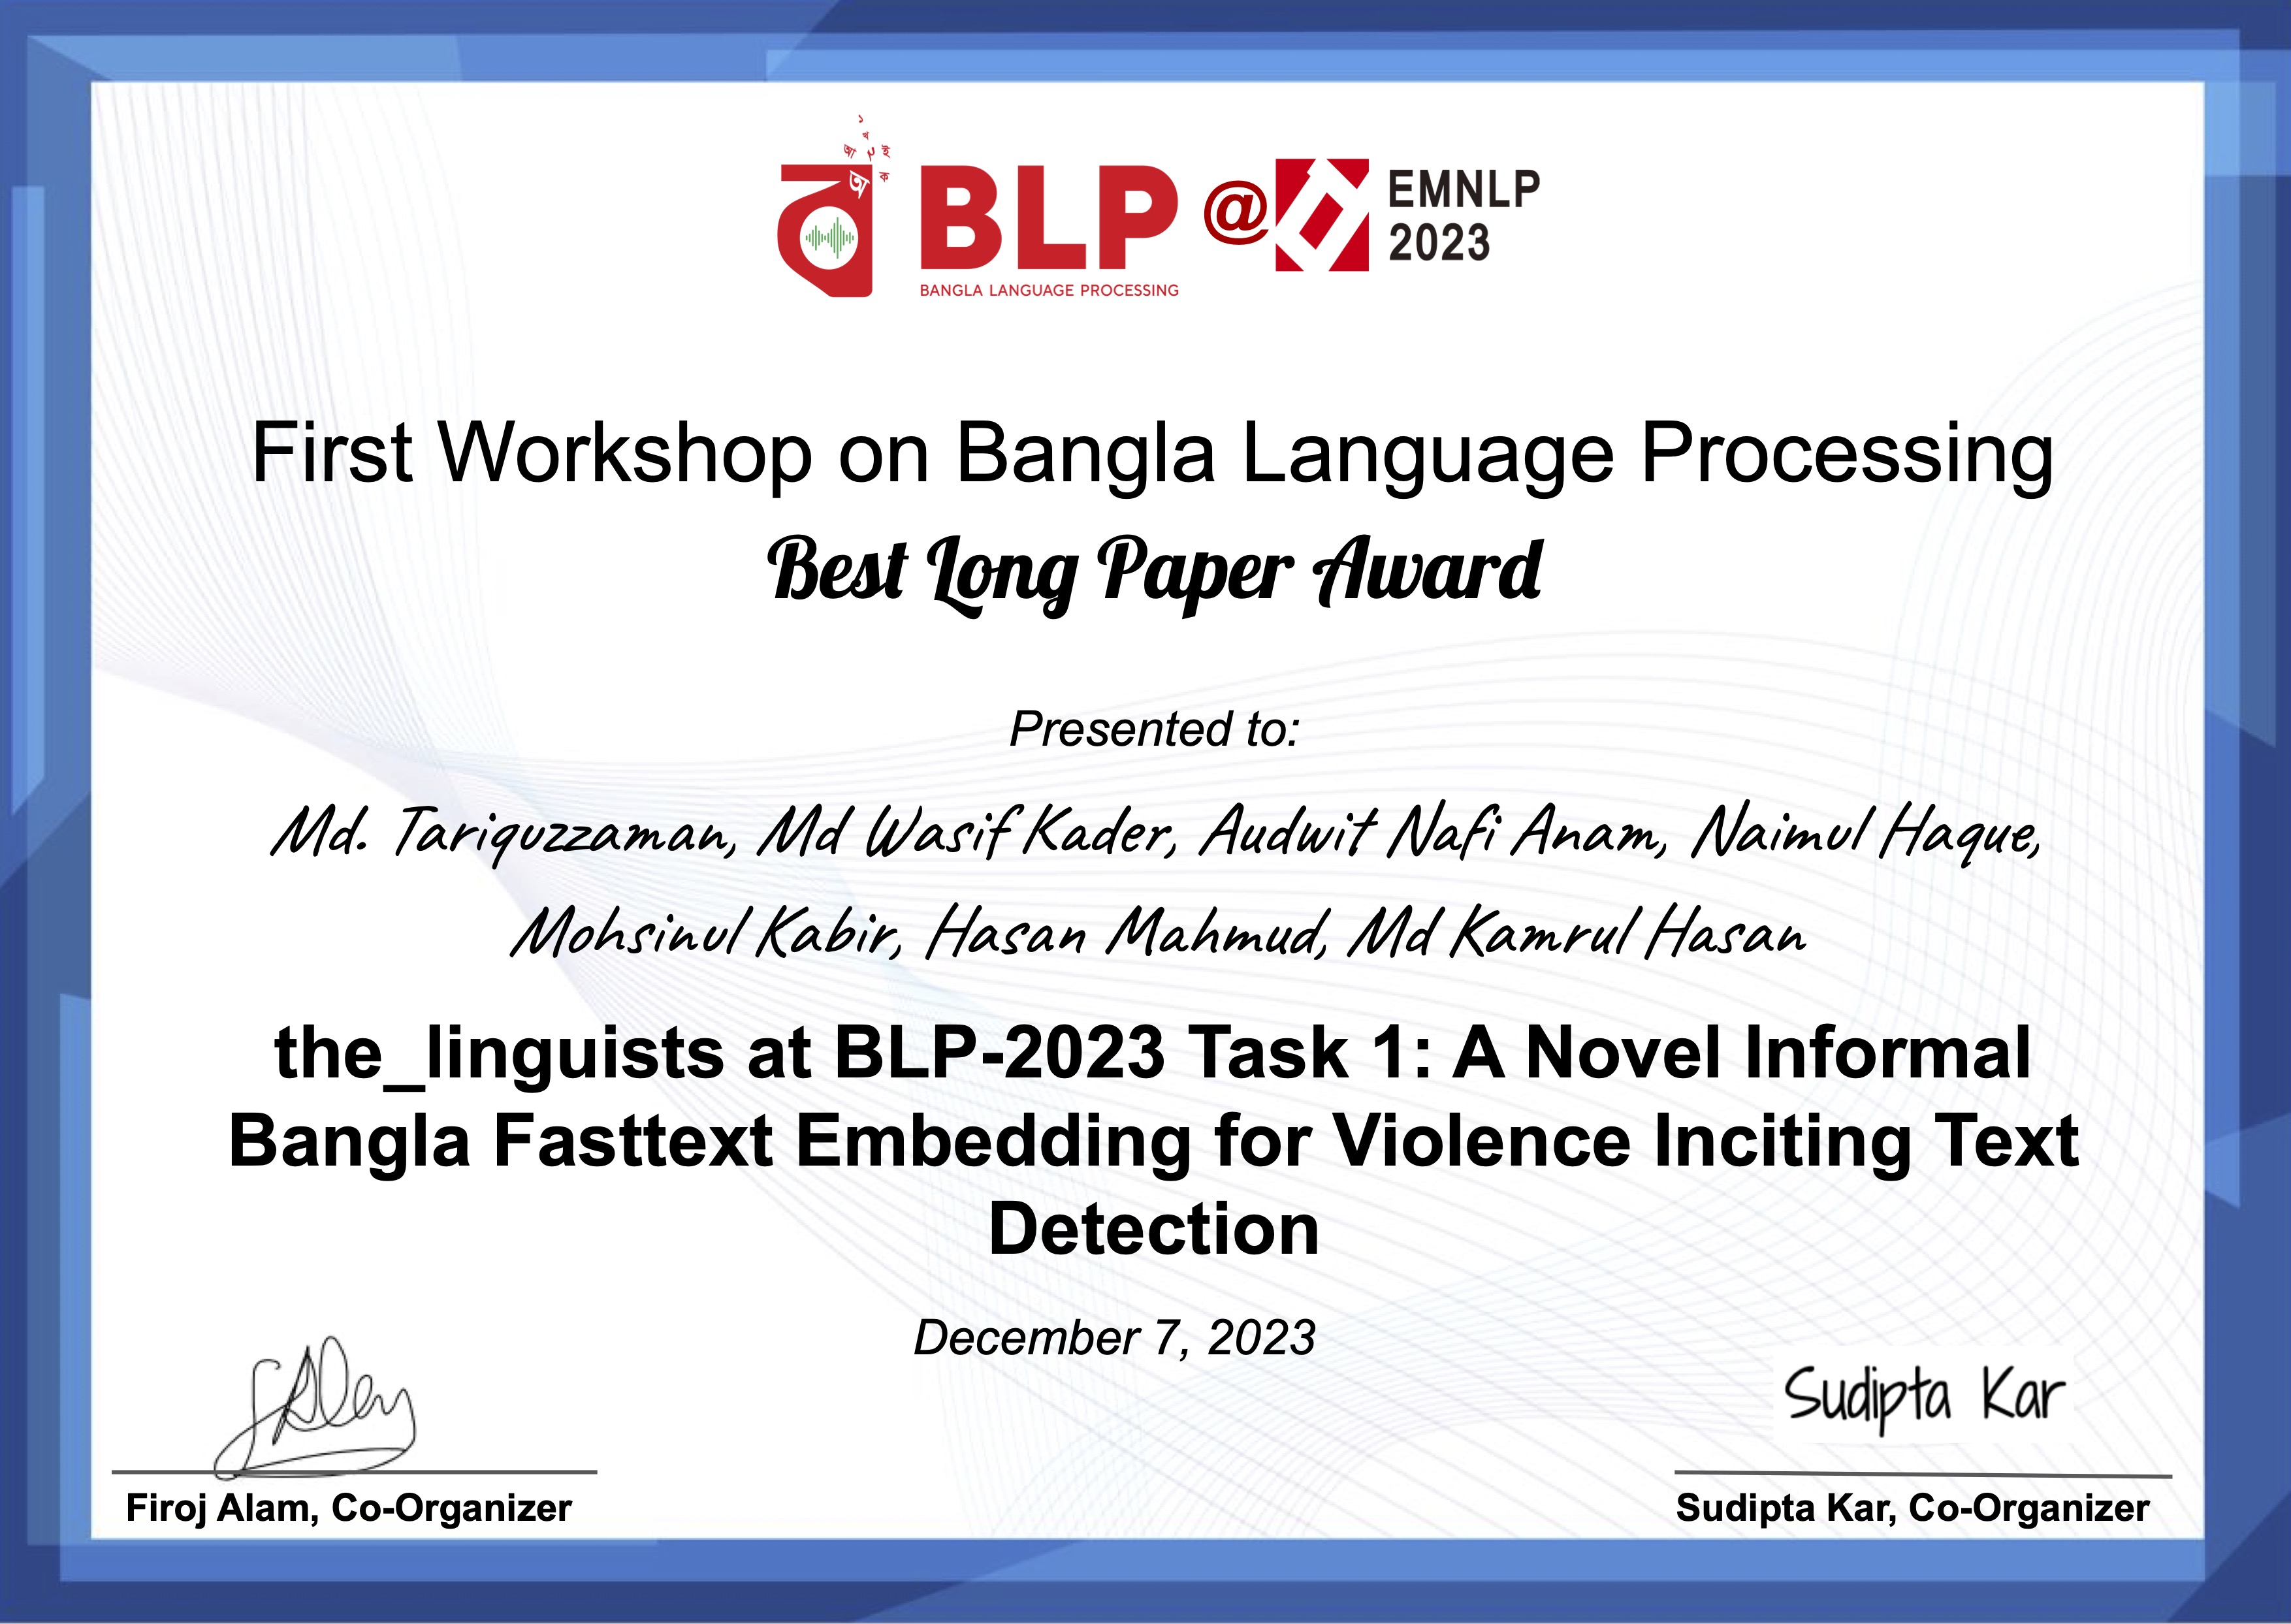 BLP @ EMNLP
2023
BANGLA LANGUAGE PROCESSING
First Workshop on Bangla Language Processing
Best Long Paper Award
Presented to:
Md. Tariquzzaman, Md Wasif Kader, Audwit Nafi Anam, Naimul Haque,
Mohsinul Kabir, Hasan Mahmud, Md Kamrul Hasan
the_linguists at BLP-2023 Task 1: A Novel Informal
Bangla Fasttext Embedding for Violence Inciting Text
Detection
December 7, 2023
Sudipta Kar
Firoj Alam, Co-Organizer
Sudipta Kar, Co-Organizer